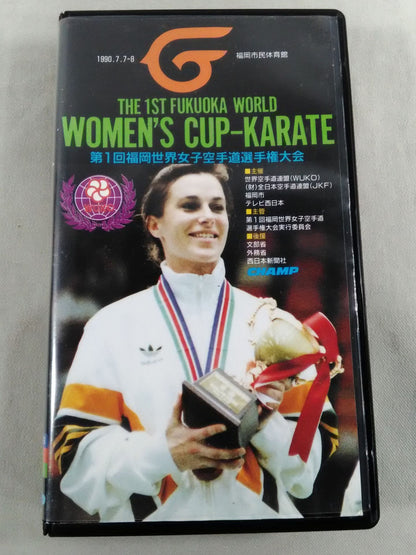 1990.7.7-8
福岡市民体育館
THE 1ST FUKUOKA WORLD
WOMEN'S CUP-KARATE
第1回福岡世界女子空手道選手権大会
■主催
世界空手道連盟(WUKO)
(財)全日本空手道連盟(JKF)
福岡市
テレビ西日本
■主管
第1回福岡世界女子空手道
選手権大会実行委員会
■後援
文部省
外務省
西日本新聞社
CHAMP